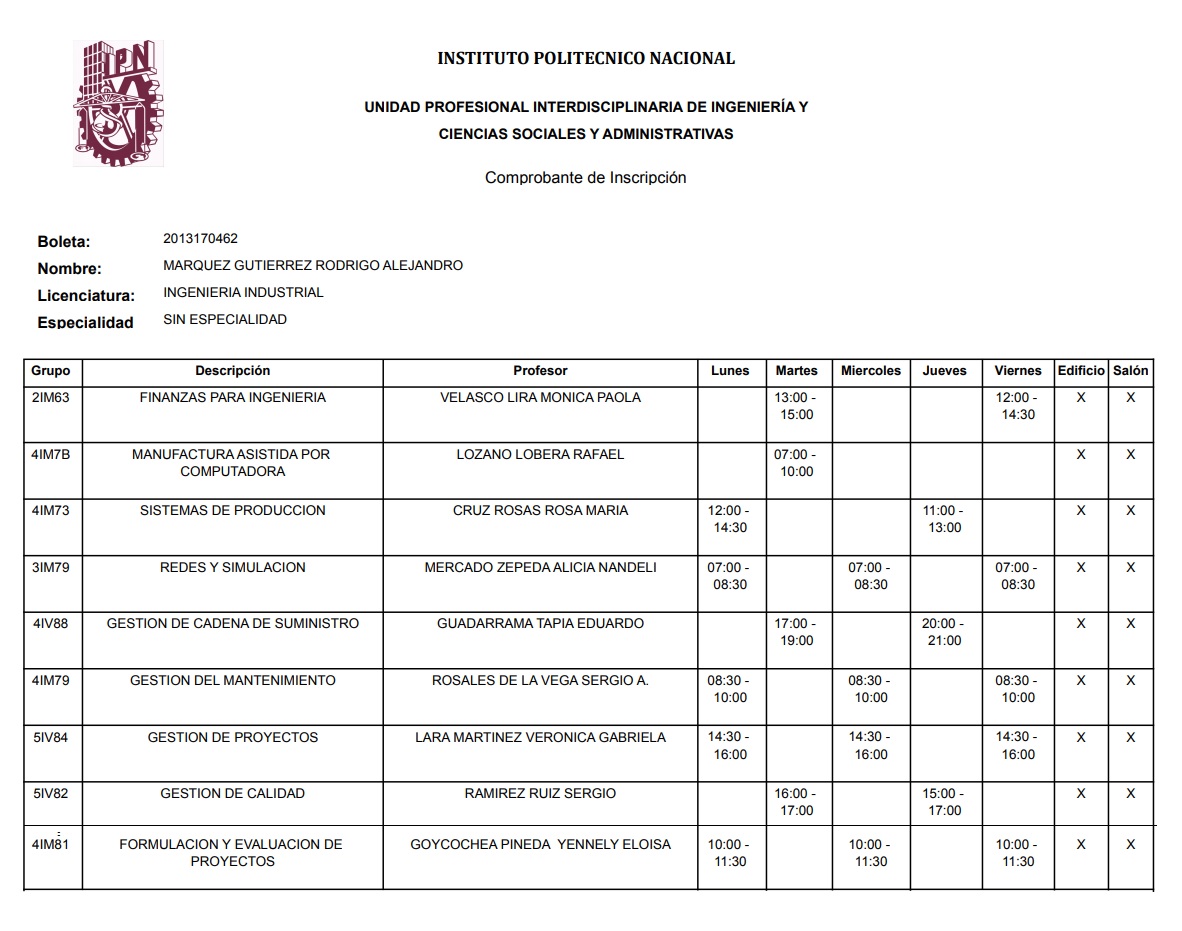 IPN
INSTITUTO POLITECNICO NACIONAL
UNIDAD PROFESIONAL INTERDISCIPLINARIA DE INGENIERÍA Y
CIENCIAS SOCIALES Y ADMINISTRATIVAS
Comprobante de Inscripción
Boleta: 2013170462
Nombre: MARQUEZ GUTIERREZ RODRIGO ALEJANDRO
Licenciatura: INGENIERIA INDUSTRIAL
Especialidad SIN ESPECIALIDAD
Grupo Descripción Profesor Lunes Martes Miercoles Jueves Viernes Edificio Salón
2IM63 FINANZAS PARA INGENIERIA VELASCO LIRA MONICA PAOLA 13:00 - 12:00 - X X
15:00 14:30
4IM7B MANUFACTURA ASISTIDA POR LOZANO LOBERA RAFAEL 07:00 - X X
COMPUTADORA 10:00
4IM73 SISTEMAS DE PRODUCCION CRUZ ROSAS ROSA MARIA 12:00 - 11:00 - X X
14:30 13:00
3IM79 REDES Y SIMULACION MERCADO ZEPEDA ALICIA NANDELI 07:00 - 07:00 - 07:00 - X X
08:30 08:30 08:30
4IV88 GESTION DE CADENA DE SUMINISTRO GUADARRAMA TAPIA EDUARDO 17:00 - 20:00 - X X
19:00 21:00
4IM79 GESTION DEL MANTENIMIENTO ROSALES DE LA VEGA SERGIO A. 08:30 - 08:30 - 08:30 - X X
10:00 10:00 10:00
5IV84 GESTION DE PROYECTOS LARA MARTINEZ VERONICA GABRIELA 14:30 - 14:30 - 14:30 - X X
16:00 16:00 16:00
5IV82 GESTION DE CALIDAD RAMIREZ RUIZ SERGIO 16:00 - 15:00 - X X
17:00 17:00
4IM81 FORMULACION Y EVALUACION DE GOYCOCHEA PINEDA YENNELY ELOISA 10:00 - 10:00 - 10:00 - X X
PROYECTOS 11:30 11:30 11:30